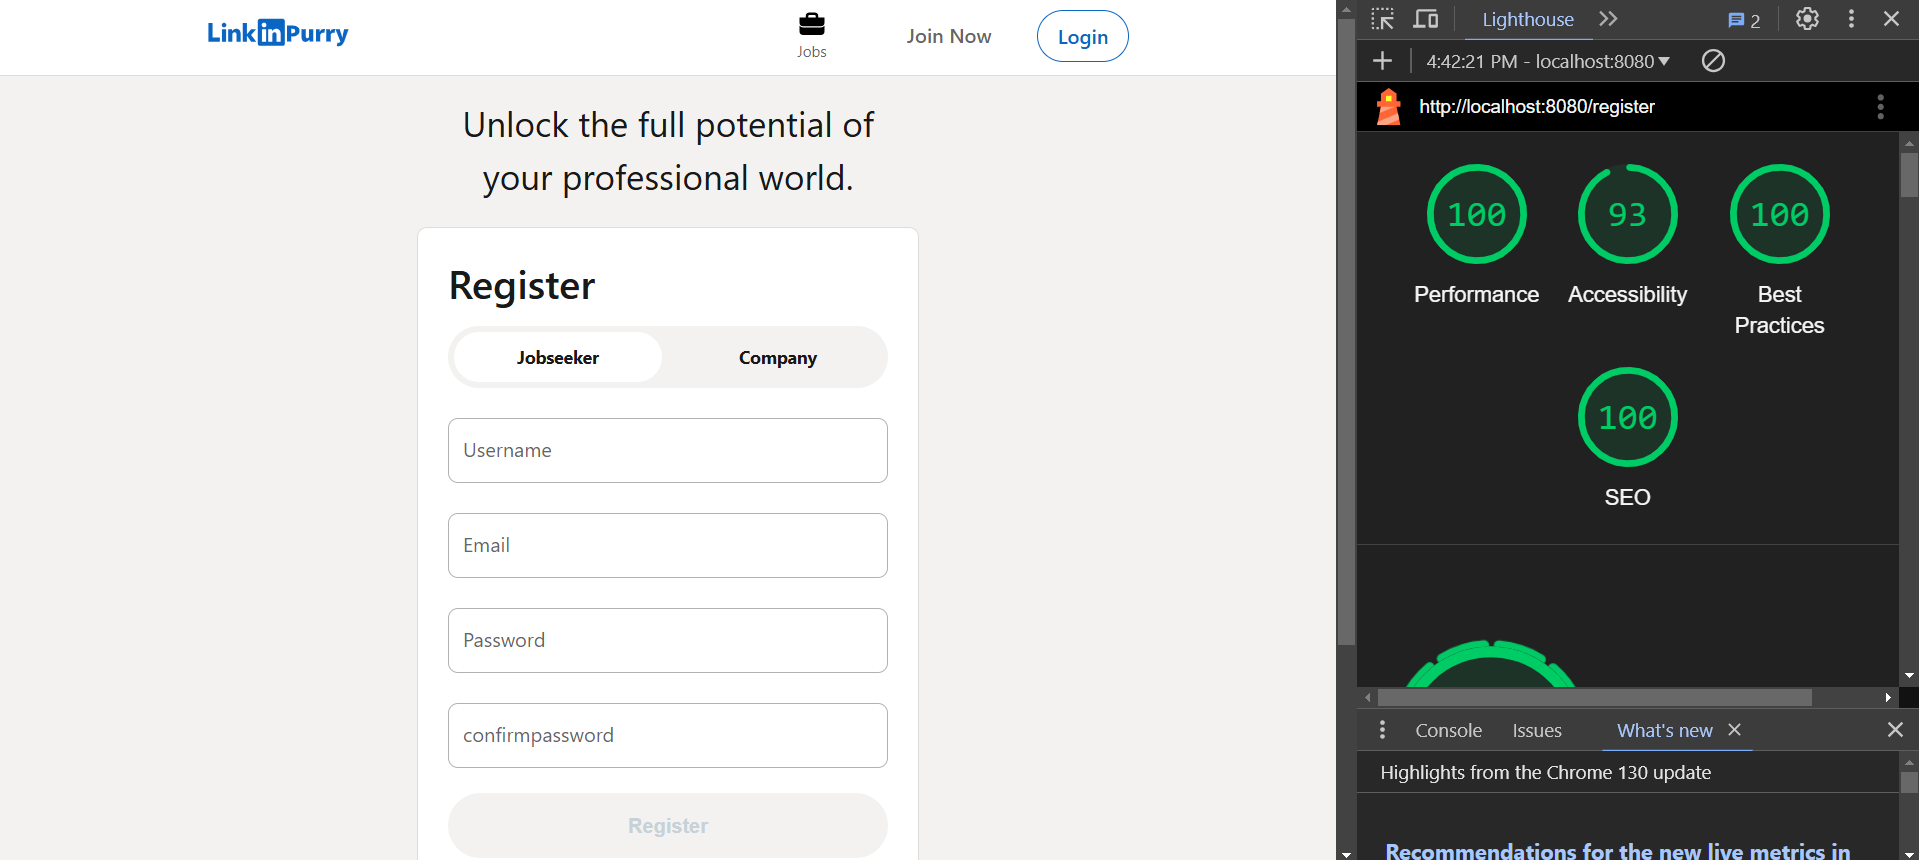 LinkinPurry
Jobs
Join Now
Login
Unlock the full potential of
your professional world.
Register
Jobseeker
Company
Username
Email
Password
confirmpassword
Register
Lighthouse
2
4:42:21 PM - localhost:8080
http://localhost:8080/register
100
Performance
93
Accessibility
100
Best
Practices
100
SEO
Console
Issues
What's new
Highlights from the Chrome 130 update
Recommendations for the new live metrics in